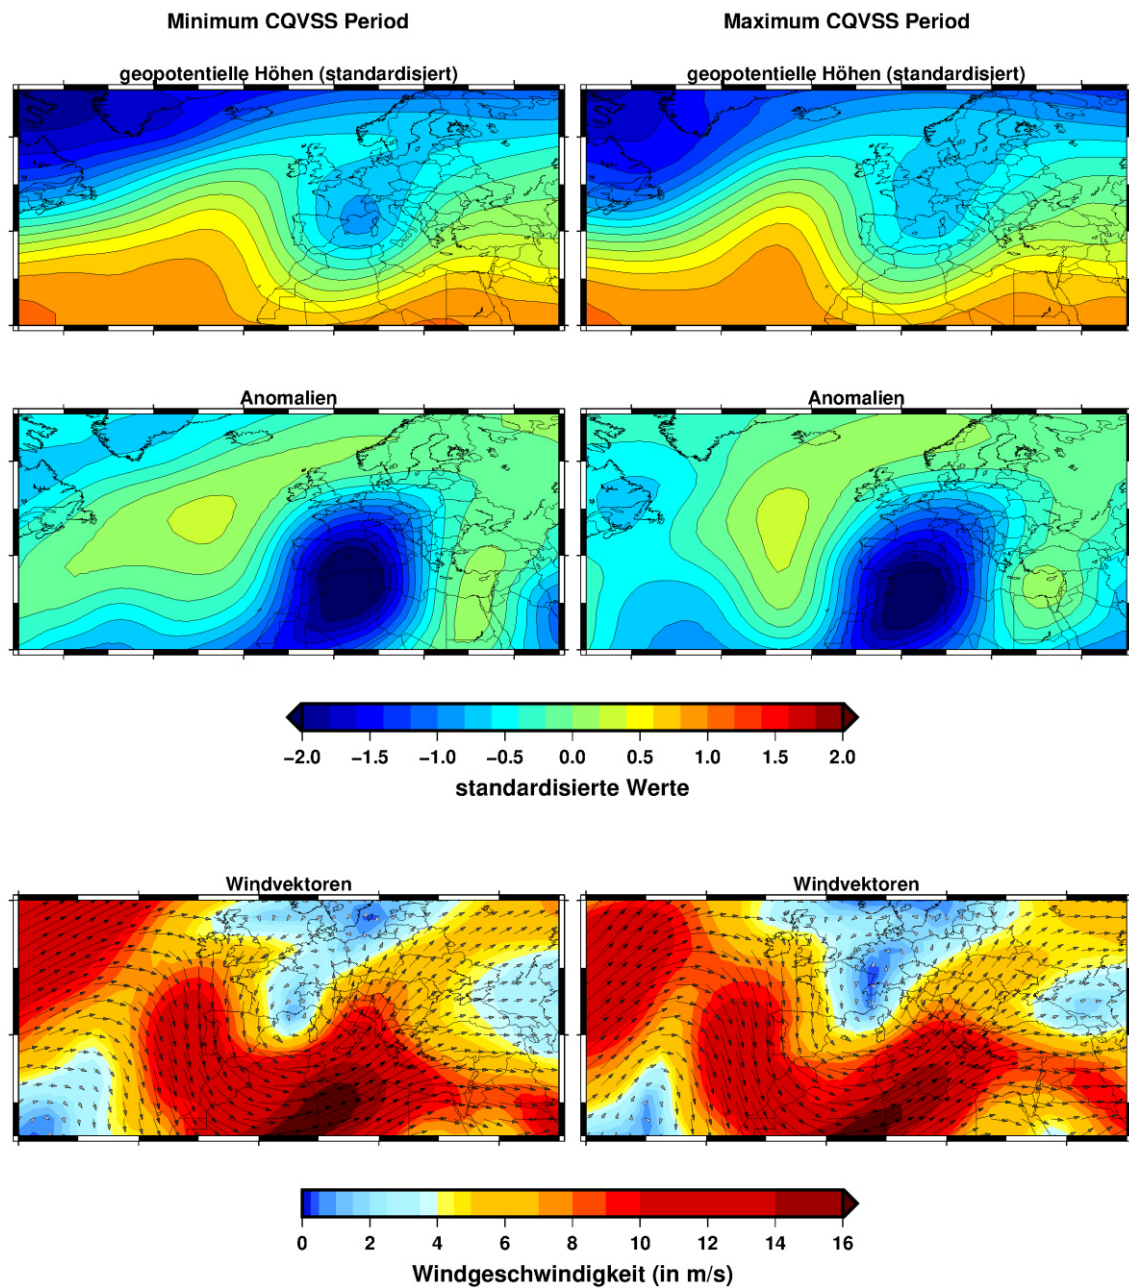 Minimum CQVSS Period
Maximum CQVSS Period
geopotentielle Höhen (standardisiert)
geopotentielle Höhen (standardisiert)
Anomalien
Anomalien
−2.0 −1.5 −1.0 −0.5 0.0 0.5 1.0 1.5 2.0
standardisierte Werte
Windvektoren
Windvektoren
0 2 4 6 8 10 12 14 16
Windgeschwindigkeit (in m/s)